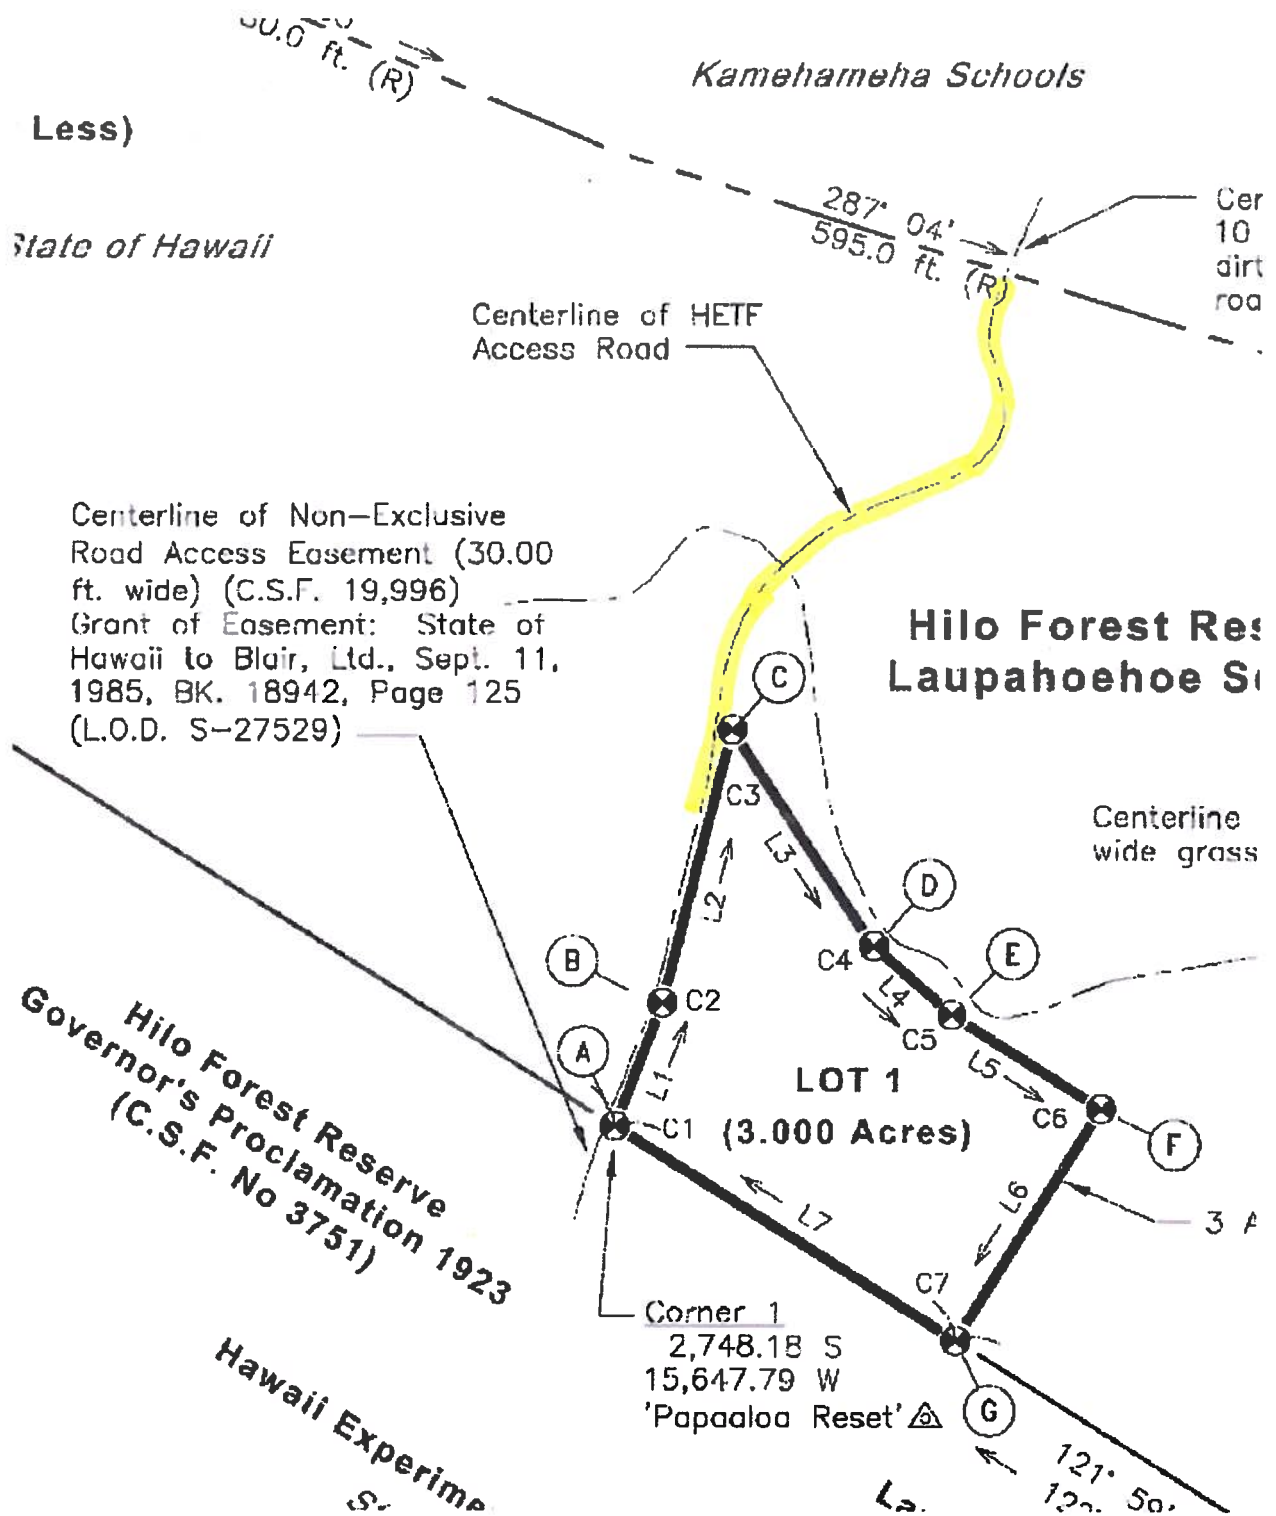 ft. (R)
Kamehameha Schools
Less)
State of Hawaii
287° 04'
595.0 ft. (R)
10
Centerline of HETF
Access Road
Centerline of Non-Exclusive
Road Access Easement (30.00
ft. wide) (C.S.F. 19,996)
Grant of Easement: State of
Hawaii to Blair, Ltd., Sept. 11,
1985, BK. 18942, Page 125
(L.O.D. S-27529)
Hilo Forest
Laupahoehoe
C
C3
Centerline
wide grass
L3
L2
D
C4
B
C2
E
L4
C5
A
L1
C1
L5
C6
LOT 1
(3.000 Acres)
F
L6
L7
3
C7
G
Hilo Forest Reserve
Governor's Proclamation 1923
(C.S.F. No 3751)
Corner 1
2,748.18 S
15,647.79 W
'Papaaloa Reset'
Hawaii
121°